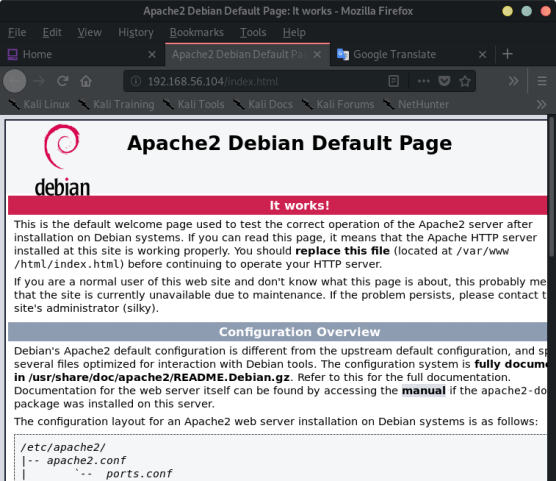 Apache2 Debian Default Page: It works - Mozilla Firefox
File Edit View History Bookmarks Tools Help
Home
Apache2 Debian Default Pa
Google Translate
192.168.56.104/index.html
Kali Linux Kali Training Kali Tools Kali Docs Kali Forums NetHunter
debian
Apache2 Debian Default Page
It works!
This is the default welcome page used to test the correct operation of the Apache2 server after
installation on Debian systems. If you can read this page, it means that the Apache HTTP server
installed at this site is working properly. You should replace this file (located at /var/www
/html/index.html) before continuing to operate your HTTP server.
If you are a normal user of this web site and don't know what this page is about, this probably me
that the site is currently unavailable due to maintenance. If the problem persists, please contact t
site's administrator (silky).
Configuration Overview
Debian's Apache2 default configuration is different from the upstream default configuration, and sp
several files optimized for interaction with Debian tools. The configuration system is fully docume
in /usr/share/doc/apache2/README.Debian.gz. Refer to this for the full documentation.
Documentation for the web server itself can be found by accessing the manual if the apache2-do
package was installed on this server.
The configuration layout for an Apache2 web server installation on Debian systems is as follows:
/etc/apache2/
|-- apache2.conf
|       `--  ports.conf